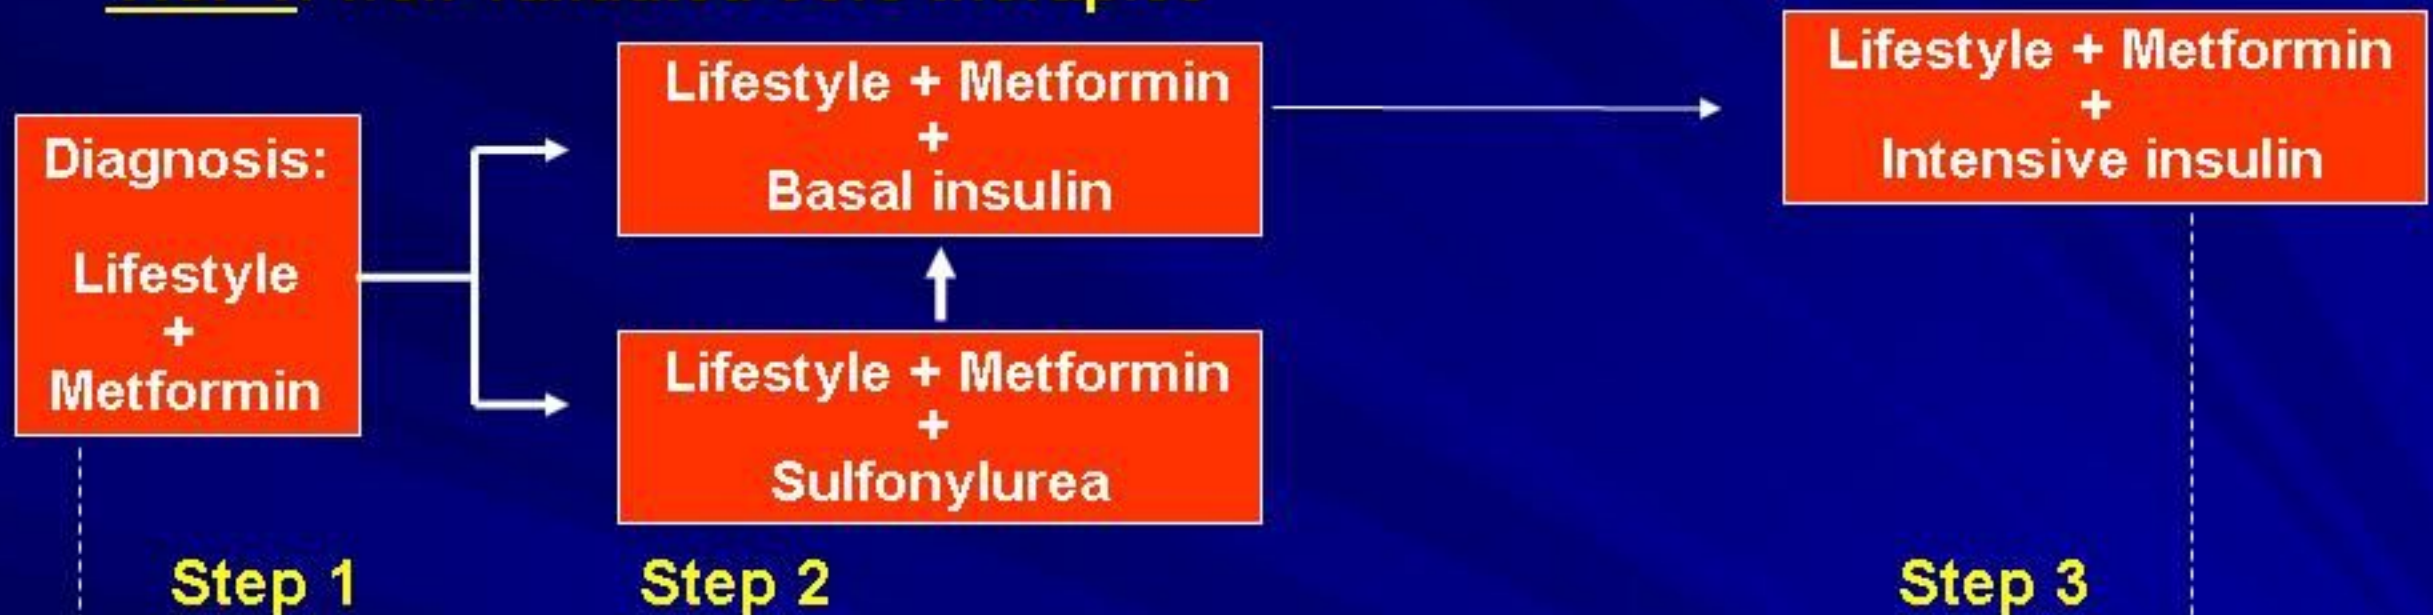 Diagnosis:
Lifestyle
+
Metformin
Lifestyle + Metformin
+
Basal insulin
Lifestyle + Metformin
+
Sulfonylurea
Lifestyle + Metformin
+
Intensive insulin
Step 1
Step 2
Step 3